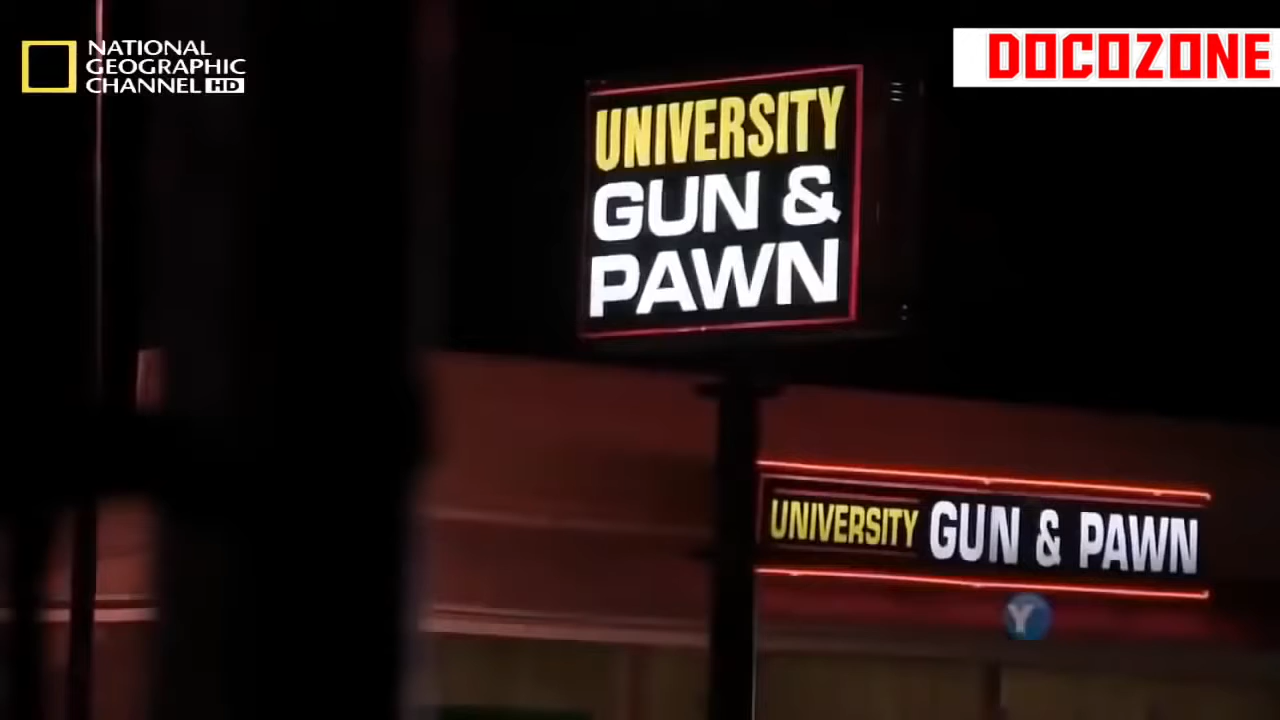 NATIONAL
GEOGRAPHIC
CHANNEL HD
DOCOZONE
UNIVERSITY
GUN &
PAWN
UNIVERSITY GUN & PAWN
Y